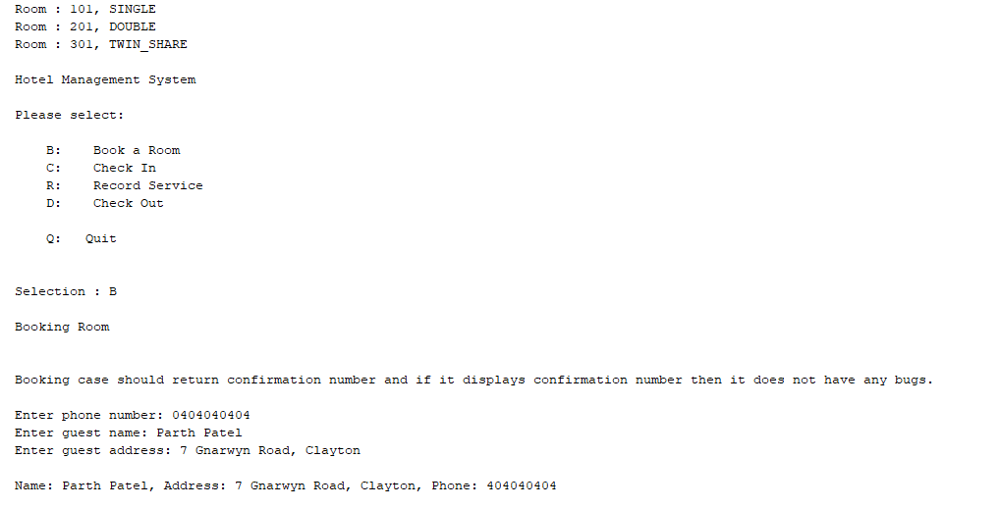 Room : 101, SINGLE
Room : 201, DOUBLE
Room : 301, TWIN_SHARE
Hotel Management System
Please select:
B: Book a Room
C: Check In
R: Record Service
D: Check Out
Q: Quit
Selection : B
Booking Room
Booking case should return confirmation number and if it displays confirmation number then it does not have any bugs.
Enter phone number: 0404040404
Enter guest name: Parth Patel
Enter guest address: 7 Gnarwyn Road, Clayton
Name: Parth Patel, Address: 7 Gnarwyn Road, Clayton, Phone: 404040404